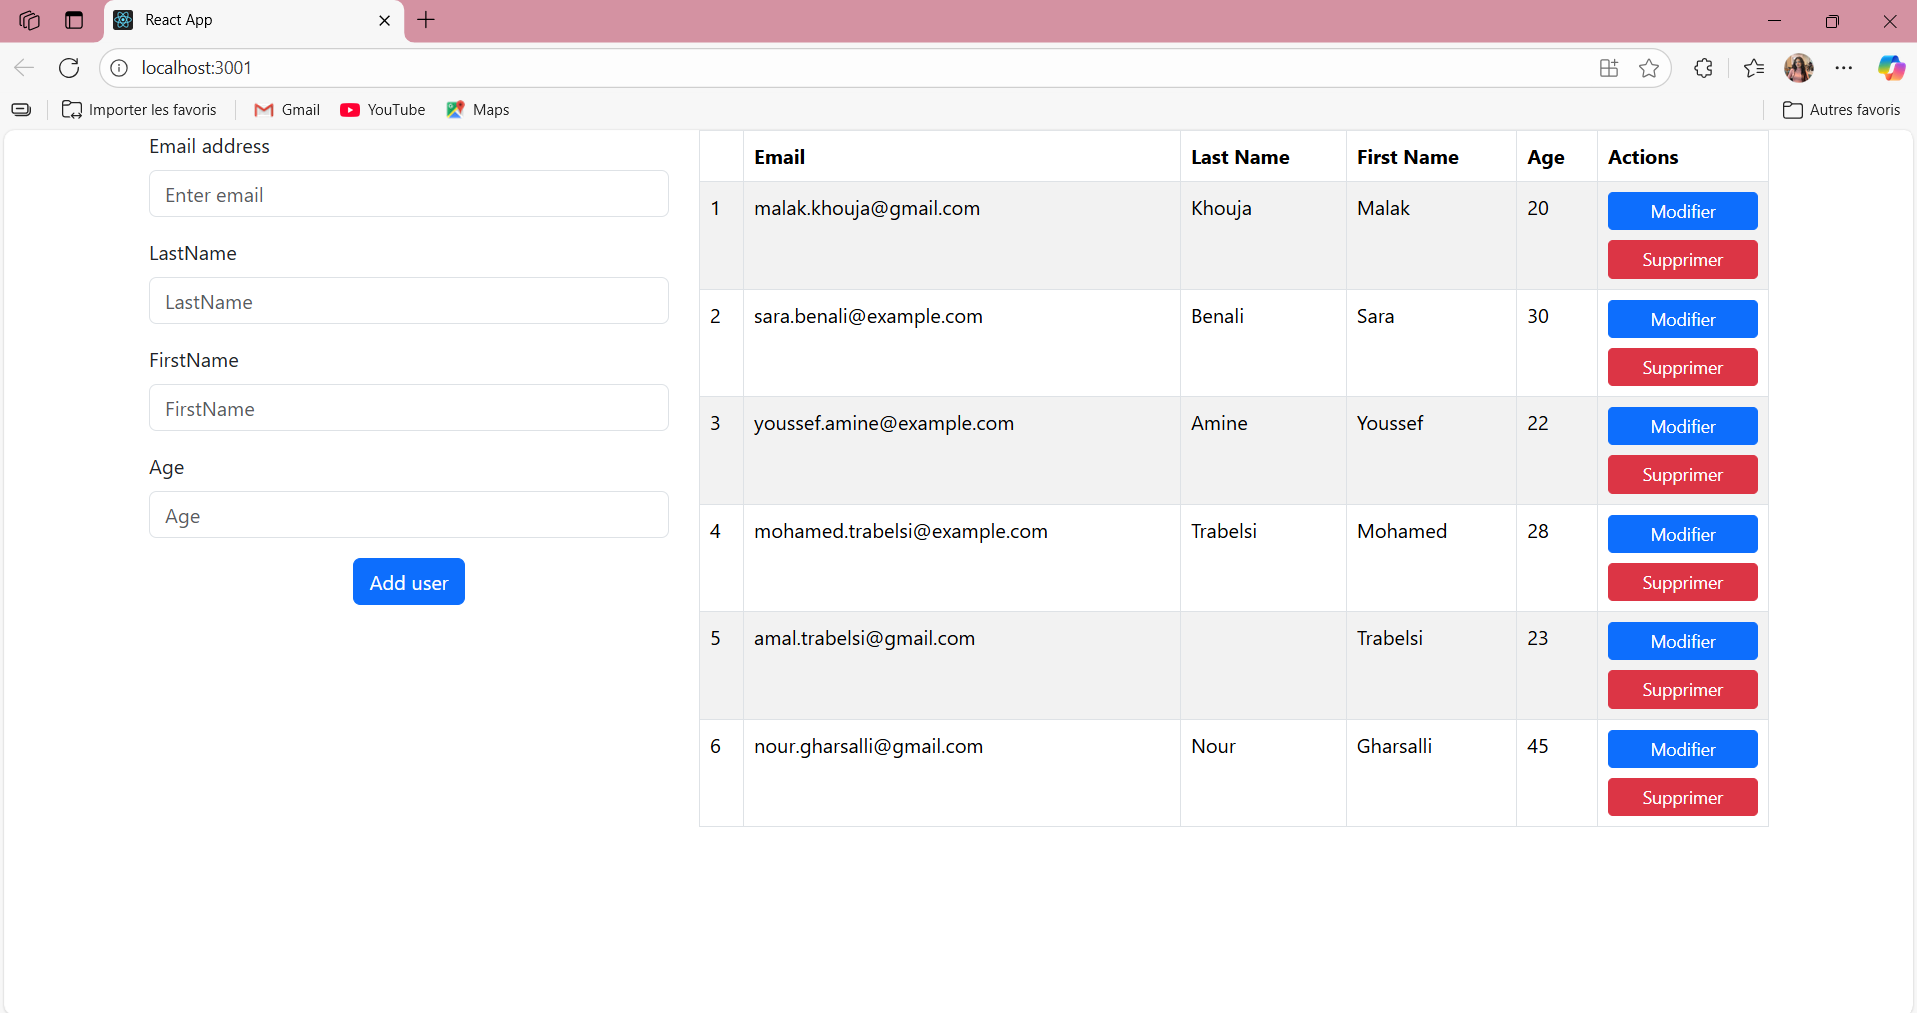 React App
localhost:3001
Importer les favoris Gmail YouTube Maps Autres favoris
Email address
Enter email
LastName
LastName
FirstName
FirstName
Age
Age
Add user
Email Last Name First Name Age Actions
1 malak.khouja@gmail.com Khouja Malak 20 Modifier
Supprimer
2 sara.benali@example.com Benali Sara 30 Modifier
Supprimer
3 youssef.amine@example.com Amine Youssef 22 Modifier
Supprimer
4 mohamed.trabelsi@example.com Trabelsi Mohamed 28 Modifier
Supprimer
5 amal.trabelsi@gmail.com Trabelsi 23 Modifier
Supprimer
6 nour.gharsalli@gmail.com Nour Gharsalli 45 Modifier
Supprimer